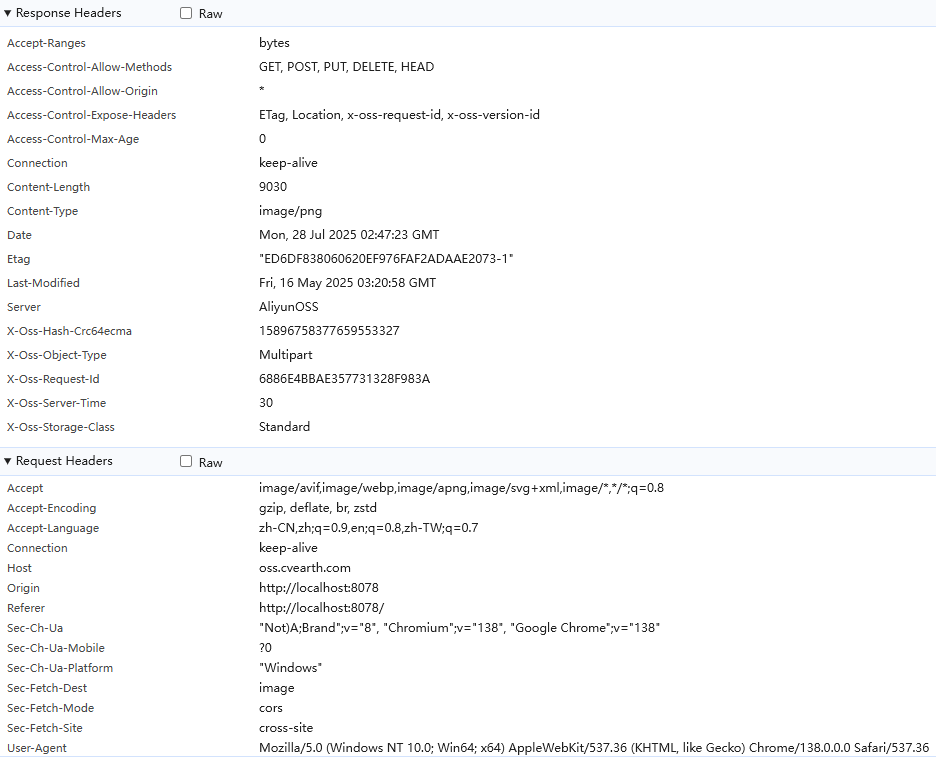 Response Headers Raw
Accept-Ranges bytes
Access-Control-Allow-Methods GET, POST, PUT, DELETE, HEAD
Access-Control-Allow-Origin *
Access-Control-Expose-Headers ETag, Location, x-oss-request-id, x-oss-version-id
Access-Control-Max-Age 0
Connection keep-alive
Content-Length 9030
Content-Type image/png
Date Mon, 28 Jul 2025 02:47:23 GMT
Etag "ED6DF838060620EF976FAF2ADAAE2073-1"
Last-Modified Fri, 16 May 2025 03:20:58 GMT
Server AliyunOSS
X-Oss-Hash-Crc64ecma 15896758377659553327
X-Oss-Object-Type Multipart
X-Oss-Request-Id 6886E4BBAE357731328F983A
X-Oss-Server-Time 30
X-Oss-Storage-Class Standard
Request Headers Raw
Accept image/avif,image/webp,image/apng,image/svg+xml,image/*,*/*;q=0.8
Accept-Encoding gzip, deflate, br, zstd
Accept-Language zh-CN,zh;q=0.9,en;q=0.8,zh-TW;q=0.7
Connection keep-alive
Host oss.cvearth.com
Origin http://localhost:8078
Referer http://localhost:8078/
Sec-Ch-Ua "Not)A;Brand";v="8", "Chromium";v="138", "Google Chrome";v="138"
Sec-Ch-Ua-Mobile ?0
Sec-Ch-Ua-Platform "Windows"
Sec-Fetch-Dest image
Sec-Fetch-Mode cors
Sec-Fetch-Site cross-site
User-Agent Mozilla/5.0 (Windows NT 10.0; Win64; x64) AppleWebKit/537.36 (KHTML, like Gecko) Chrome/138.0.0.0 Safari/537.36